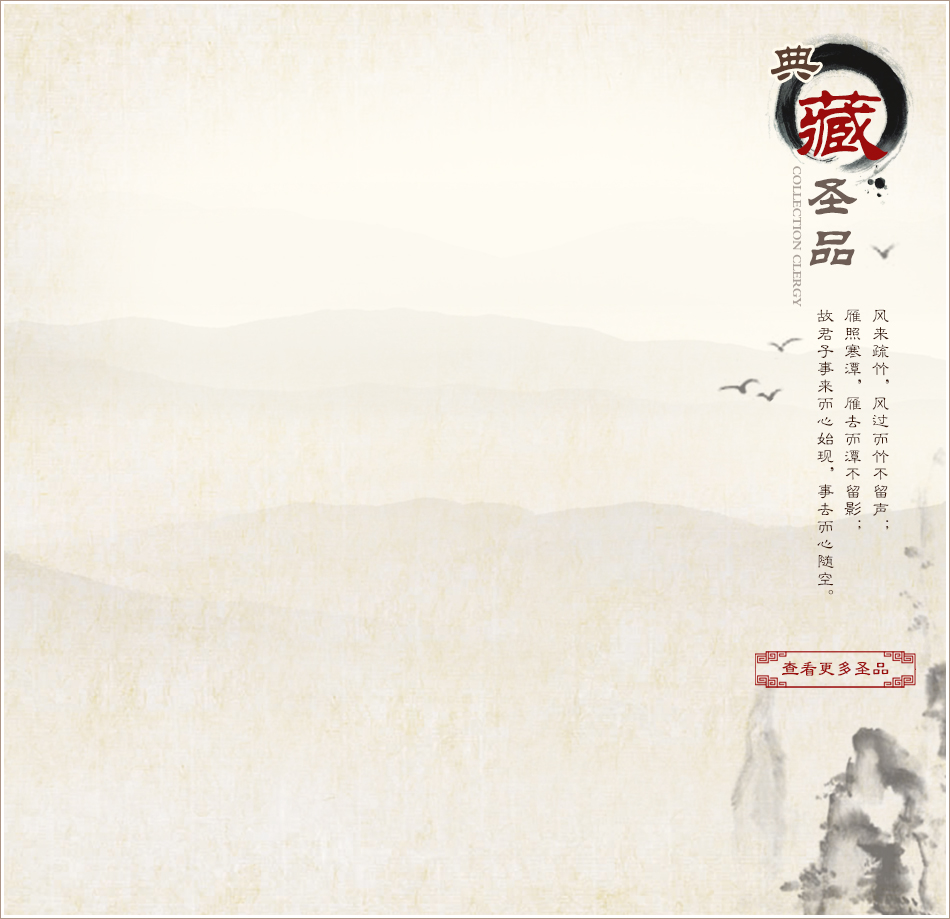 典藏圣品
COLLECTION CLERGY
风来疏竹，风过而竹不留声；
雁照寒潭，雁去而潭不留影；
故君子事来而心始现，事去而心随空。
查看更多圣品